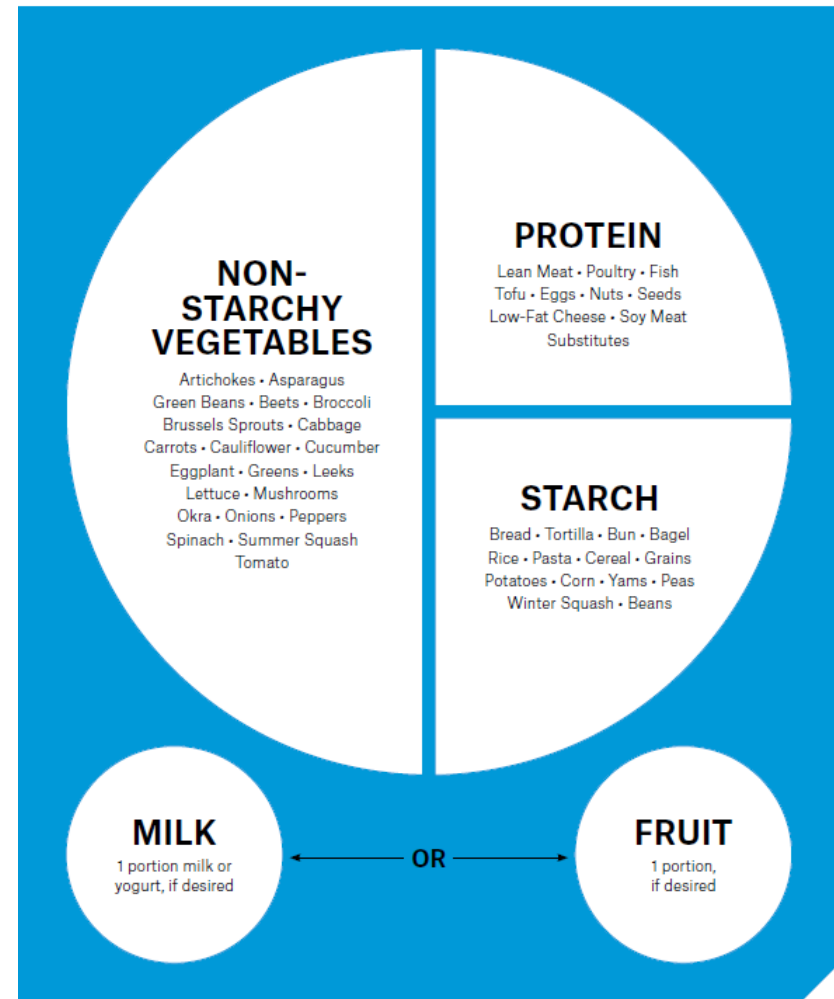 NON-
STARCHY
VEGETABLES
Artichokes • Asparagus
Green Beans • Beets • Broccoli
Brussels Sprouts • Cabbage
Carrots • Cauliflower • Cucumber
Eggplant • Greens • Leeks
Lettuce • Mushrooms
Okra • Onions • Peppers
Spinach • Summer Squash
Tomato
PROTEIN
Lean Meat • Poultry • Fish
Tofu • Eggs • Nuts • Seeds
Low-Fat Cheese • Soy Meat
Substitutes
STARCH
Bread • Tortilla • Bun • Bagel
Rice • Pasta • Cereal • Grains
Potatoes • Corn • Yams • Peas
Winter Squash • Beans
MILK
1 portion milk or
yogurt, if desired
OR
FRUIT
1 portion,
if desired